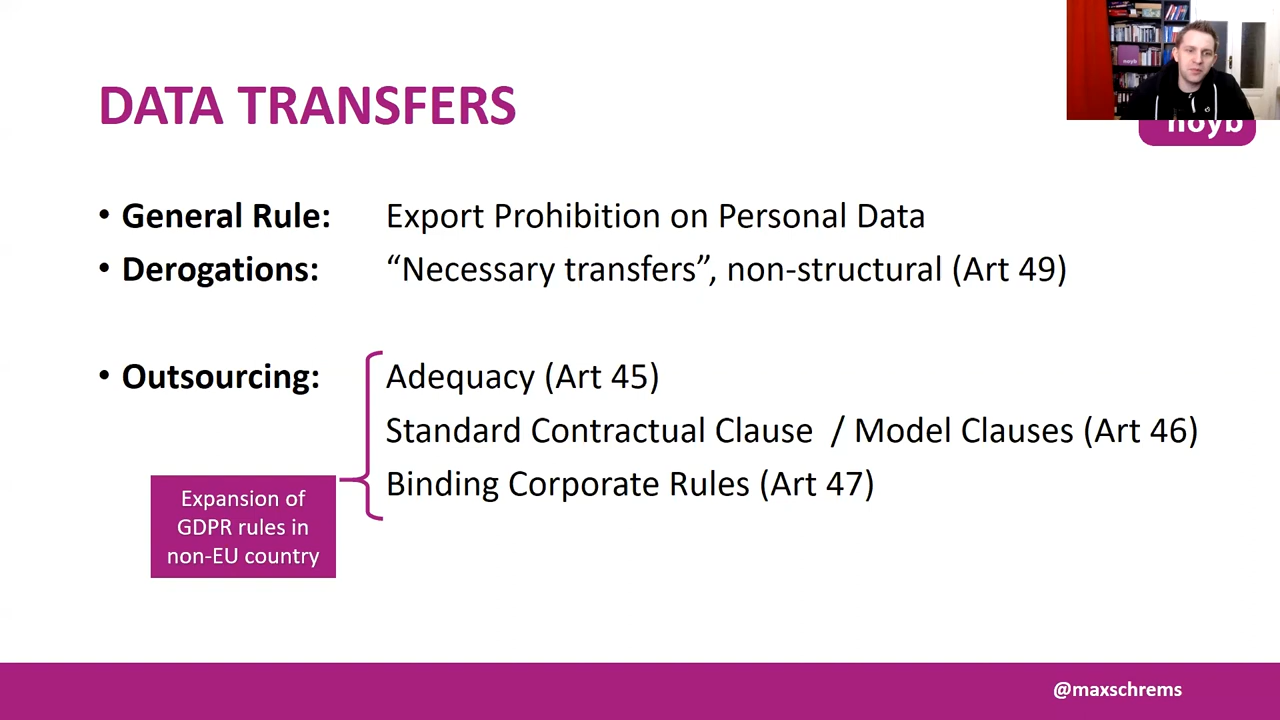 DATA TRANSFERS
noyb
noyb
• General Rule: Export Prohibition on Personal Data
• Derogations: “Necessary transfers”, non-structural (Art 49)
• Outsourcing: Adequacy (Art 45)
Standard Contractual Clause / Model Clauses (Art 46)
Binding Corporate Rules (Art 47)
Expansion of
GDPR rules in
non-EU country
@maxschrems